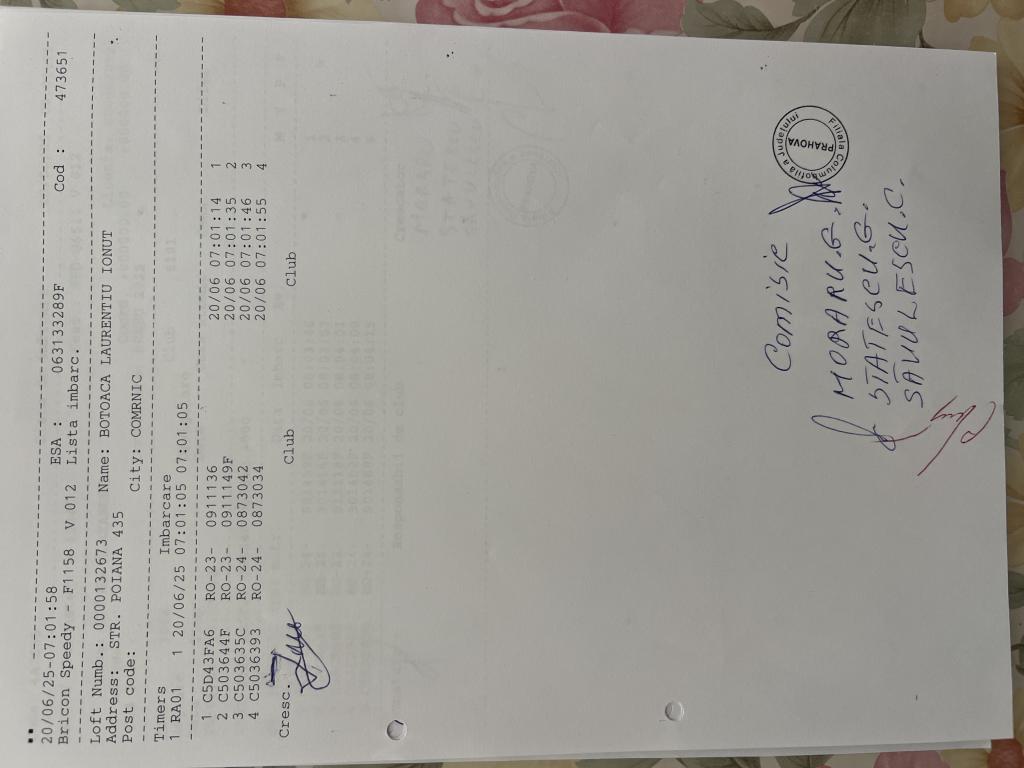 20/06/25-07:01:58 ESA : 063133289F Cod : 473651
Bricon Speedy - F1158 V 012 Lista imbarc.
Loft Numb.: 0000132673 Name: BOTOACA LAURENTIU IONUT
Address: STR. POIANA 435
Post code: City: COMRNIC
Timers Imbarcare
1 RA01 1 20/06/25 07:01:05 07:01:05
1 C5D43FA6 RO-23- 0911136 20/06 07:01:14 1
2 C503644F RO-23- 0911149F 20/06 07:01:35 2
3 C503635C RO-24- 0873042 20/06 07:01:46 3
4 C5036393 RO-24- 0873034 20/06 07:01:55 4
Cresc. Club Club
Comisie
MORARU.G.
STATESCU.G.
SAVULESCU.C.
Filiala Columbofila a Judetului
PRAHOVA